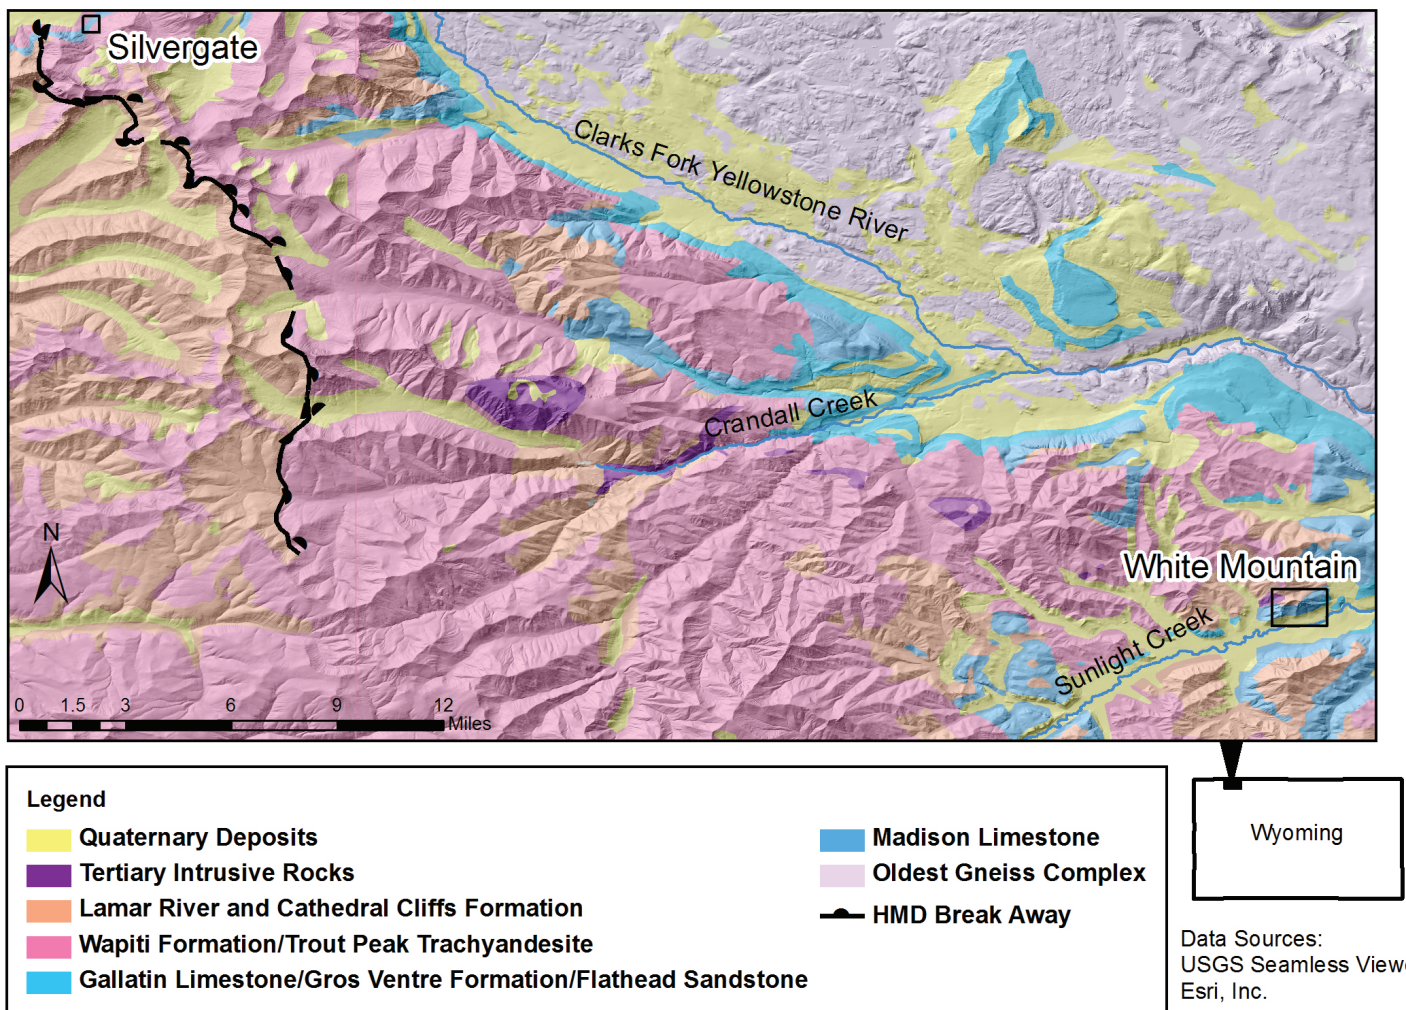 Silvergate
Clarks Fork Yellowstone River
Crandall Creek
White Mountain
Sunlight Creek
N
0 1.5 3 6 9 12
Miles
Legend
Quaternary Deposits
Tertiary Intrusive Rocks
Lamar River and Cathedral Cliffs Formation
Wapiti Formation/Trout Peak Trachyandesite
Gallatin Limestone/Gros Ventre Formation/Flathead Sandstone
Madison Limestone
Oldest Gneiss Complex
HMD Break Away
Wyoming
Data Sources:
USGS Seamless Viewe
Esri, Inc.